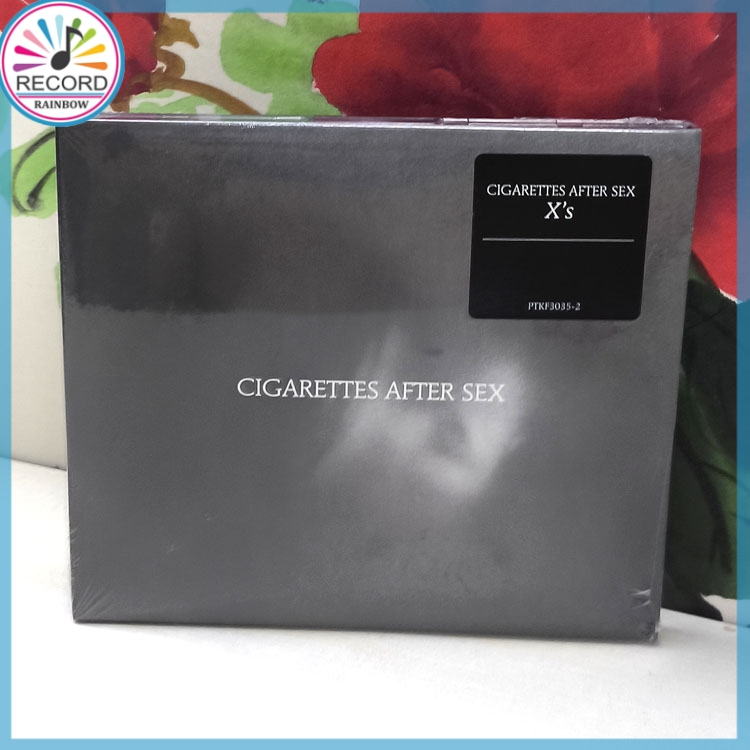 RECORD
RAINBOW
CIGARETTES AFTER SEX
X's
PTKF3035-2
CIGARETTES AFTER SEX